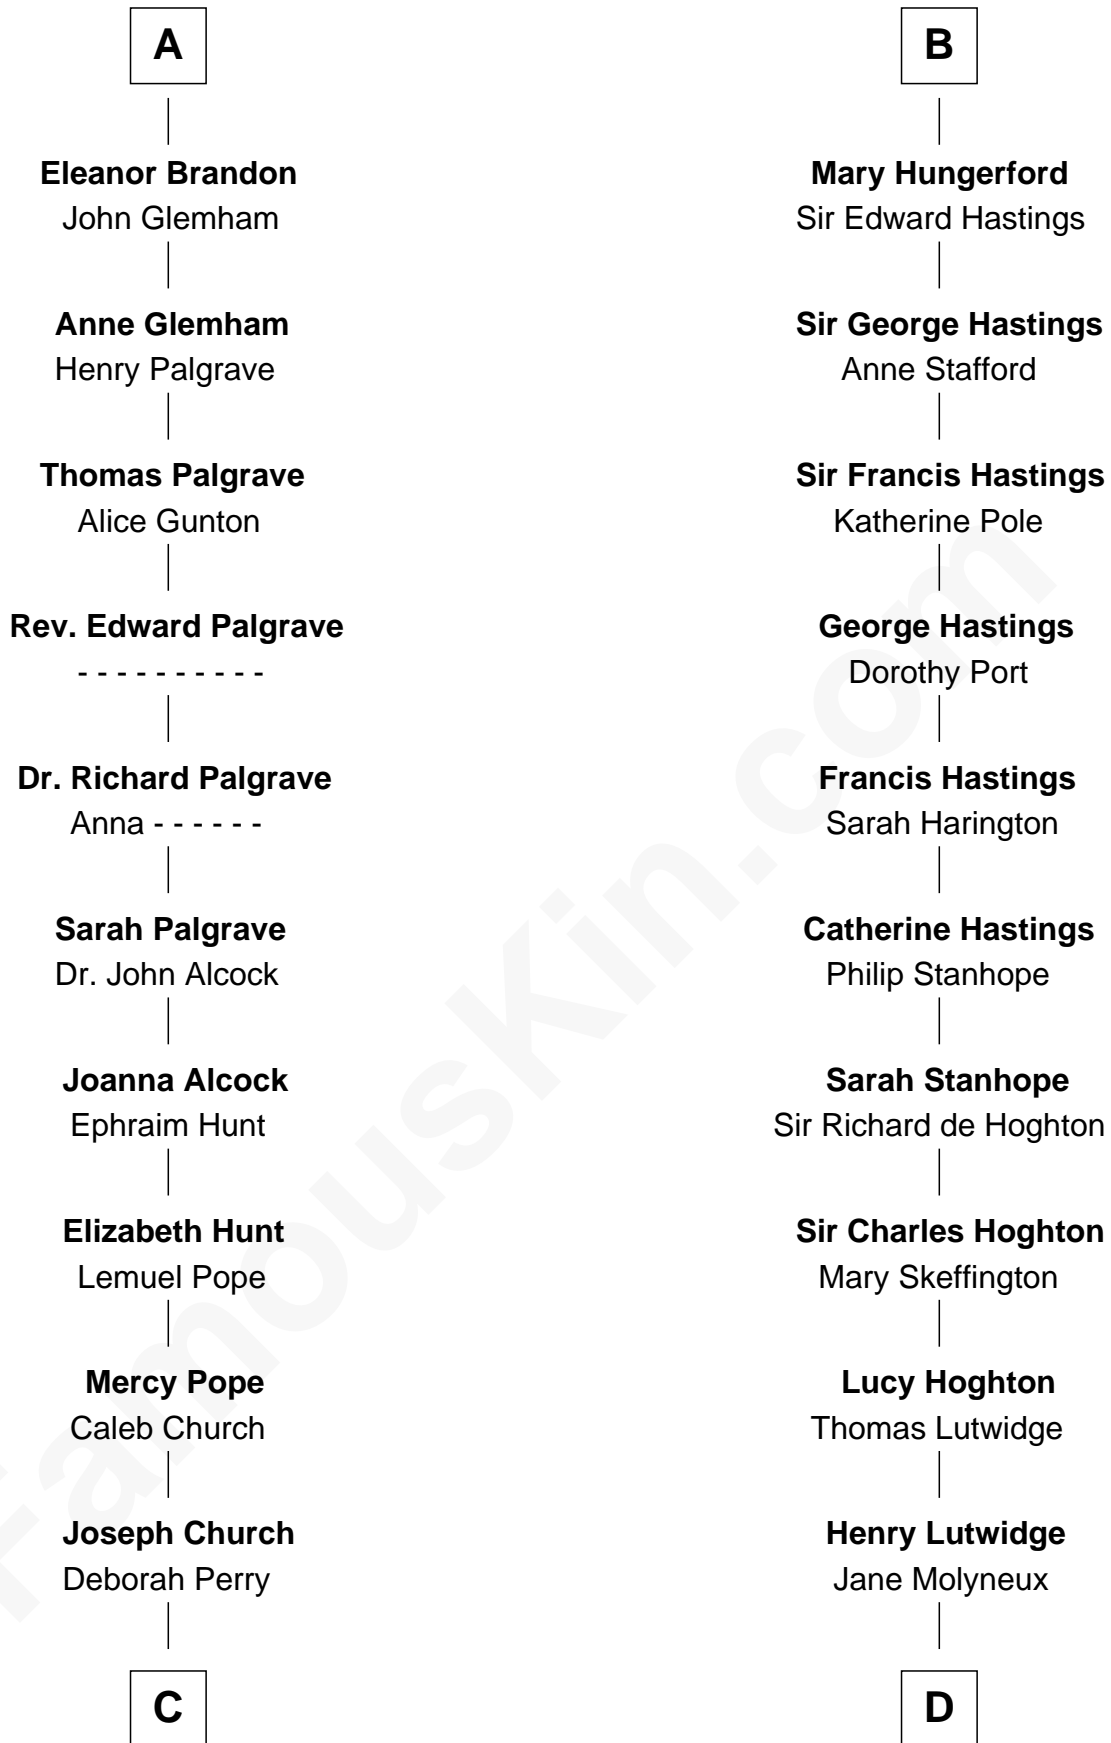 A
Eleanor Brandon
John Glemham
Anne Glemham
Henry Palgrave
Thomas Palgrave
Alice Gunton
Rev. Edward Palgrave
- - - - - - - - - -
Dr. Richard Palgrave
Anna - - - - - -
Sarah Palgrave
Dr. John Alcock
Joanna Alcock
Ephraim Hunt
Elizabeth Hunt
Lemuel Pope
Mercy Pope
Caleb Church
Joseph Church
Deborah Perry
C
B
Mary Hungerford
Sir Edward Hastings
Sir George Hastings
Anne Stafford
Sir Francis Hastings
Katherine Pole
George Hastings
Dorothy Port
Francis Hastings
Sarah Harington
Catherine Hastings
Philip Stanhope
Sarah Stanhope
Sir Richard de Hoghton
Sir Charles Hoghton
Mary Skeffington
Lucy Hoghton
Thomas Lutwidge
Henry Lutwidge
Jane Molyneux
D
FamousKin.com